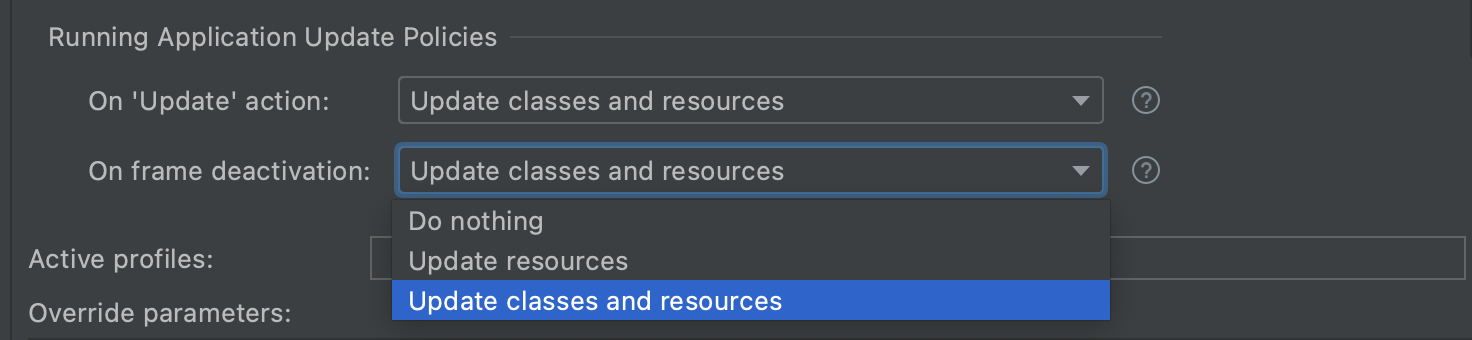 Running Application Update Policies
On 'Update' action: Update classes and resources ?
On frame deactivation: Update classes and resources ?
Do nothing
Active profiles:
Update resources
Update classes and resources
Override parameters: